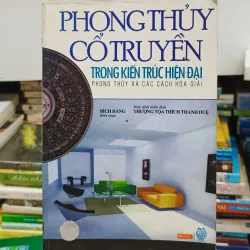 PHONG THỦY
CỔ TRUYỀN
TRONG KIẾN TRÚC HIỆN ĐẠI
PHONG THỦY VÀ CÁC CÁCH HÓA GIẢI
BÍCH HẰNG
THƯỢNG TỌA THÍCH THANH DUỆ